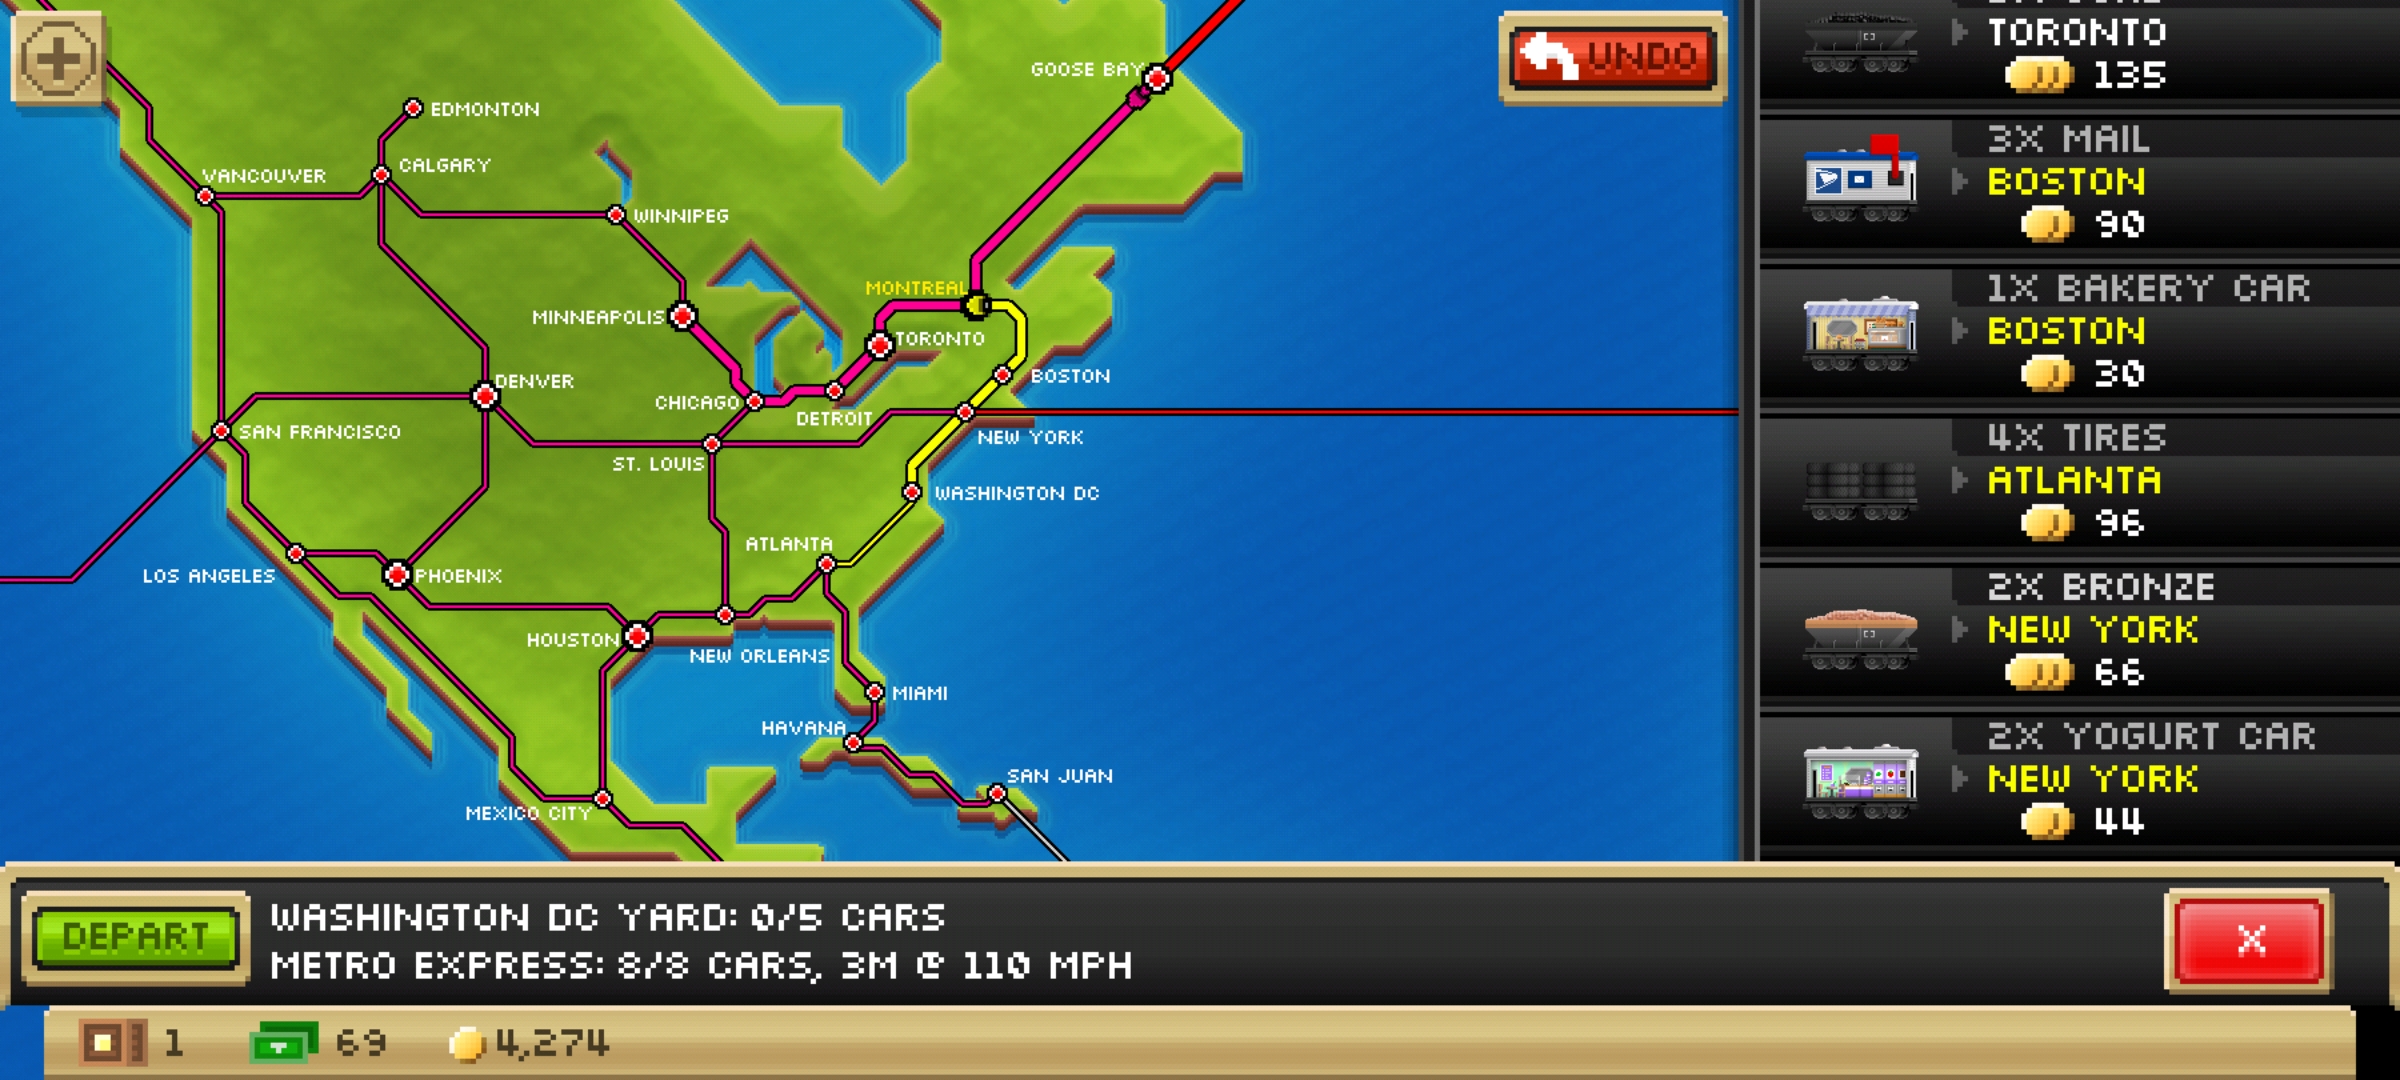 GOOSE BAY
EDMONTON
CALGARY
VANCOUVER
WINNIPEG
MONTREAL
MINNEAPOLIS
TORONTO
DENVER
BOSTON
CHICAGO
DETROIT
SAN FRANCISCO
NEW YORK
ST. LOUIS
WASHINGTON DC
ATLANTA
LOS ANGELES
PHOENIX
HOUSTON
NEW ORLEANS
MIAMI
HAVANA
SAN JUAN
MEXICO CITY
UNDO
TORONTO
135
3X MAIL
BOSTON
90
1X BAKERY CAR
BOSTON
30
4X TIRES
ATLANTA
96
2X BRONZE
NEW YORK
66
2X YOGURT CAR
NEW YORK
44
DEPART
WASHINGTON DC YARD: 0/5 CARS
METRO EXPRESS: 8/8 CARS, 3M @ 110 MPH
X
1
69
4,274